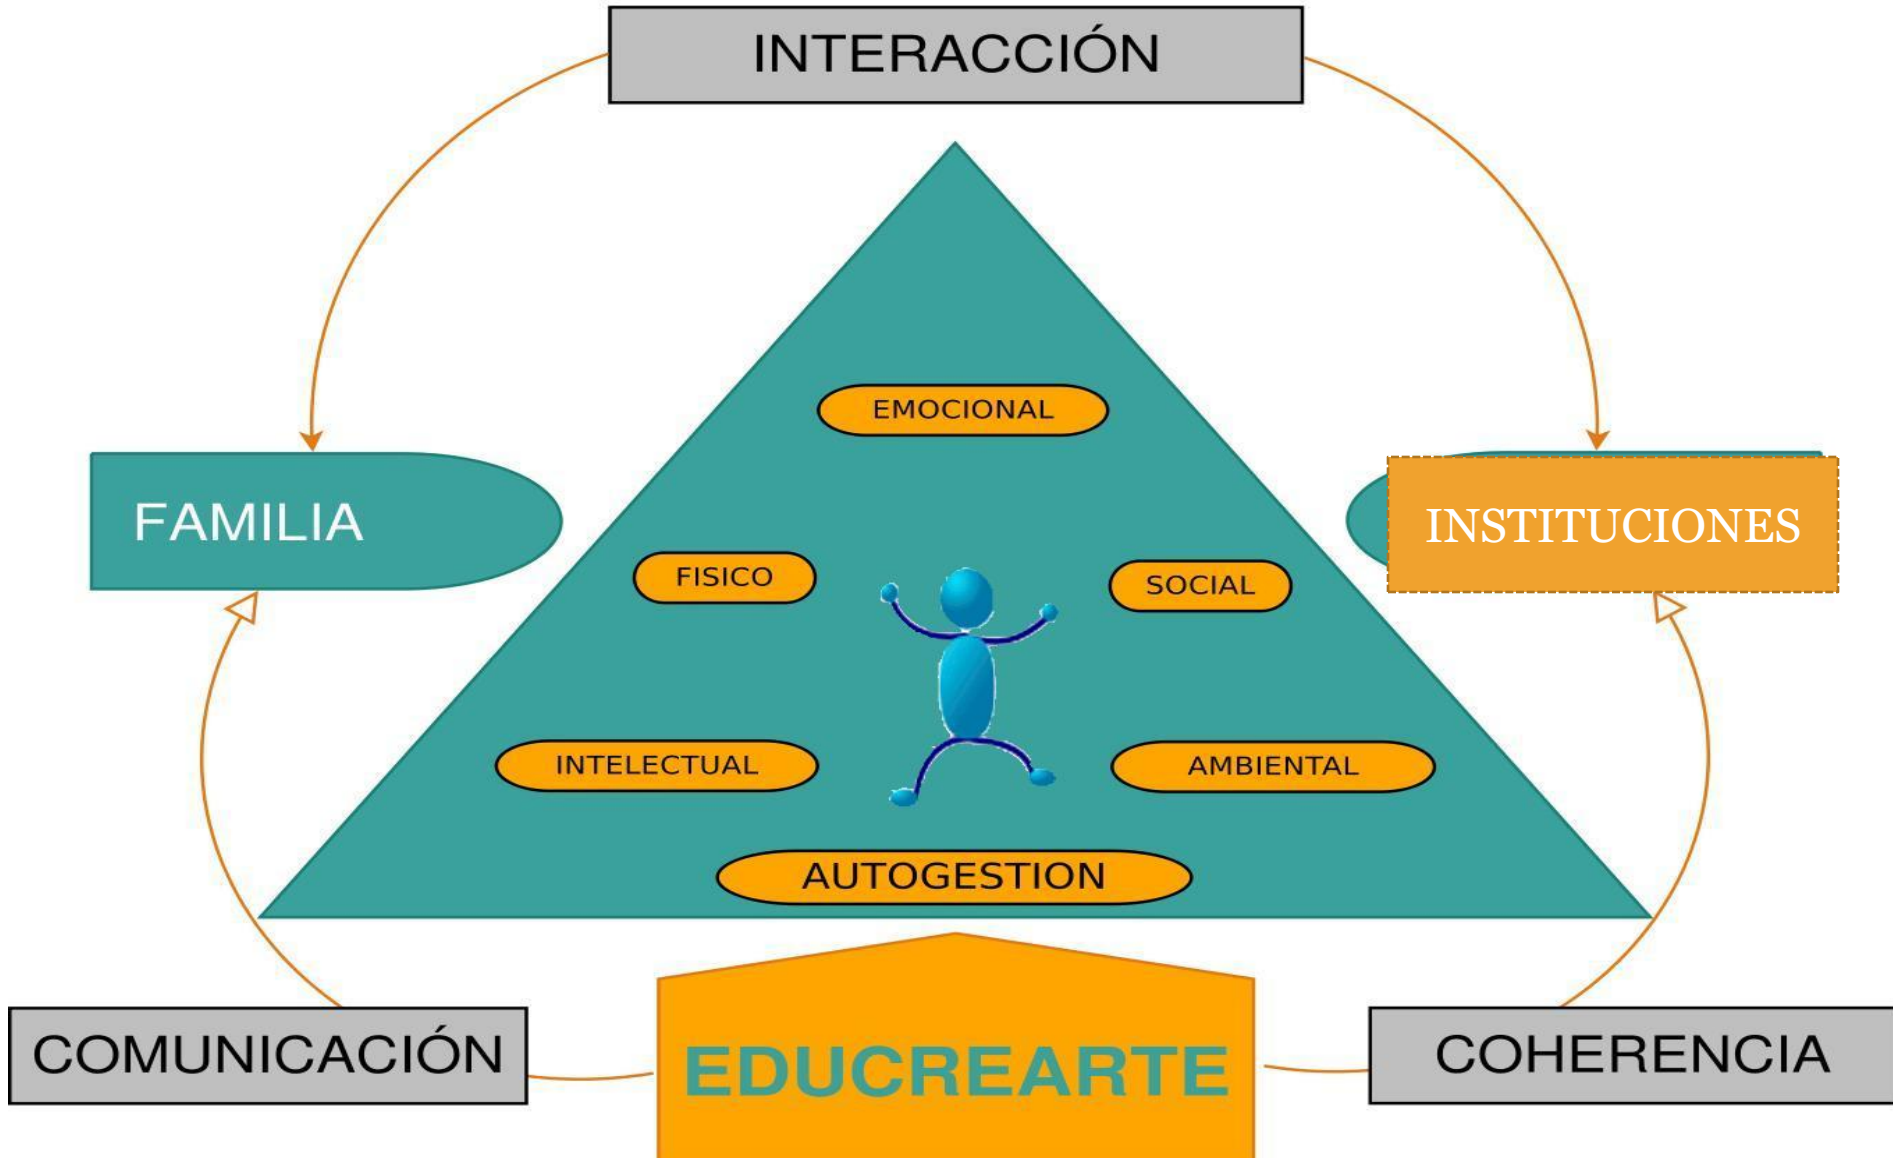 INTERACCIÓN
EMOCIONAL
FAMILIA
INSTITUCIONES
FISICO
SOCIAL
INTELECTUAL
AMBIENTAL
AUTOGESTION
COMUNICACIÓN
EDUCREARTE
COHERENCIA